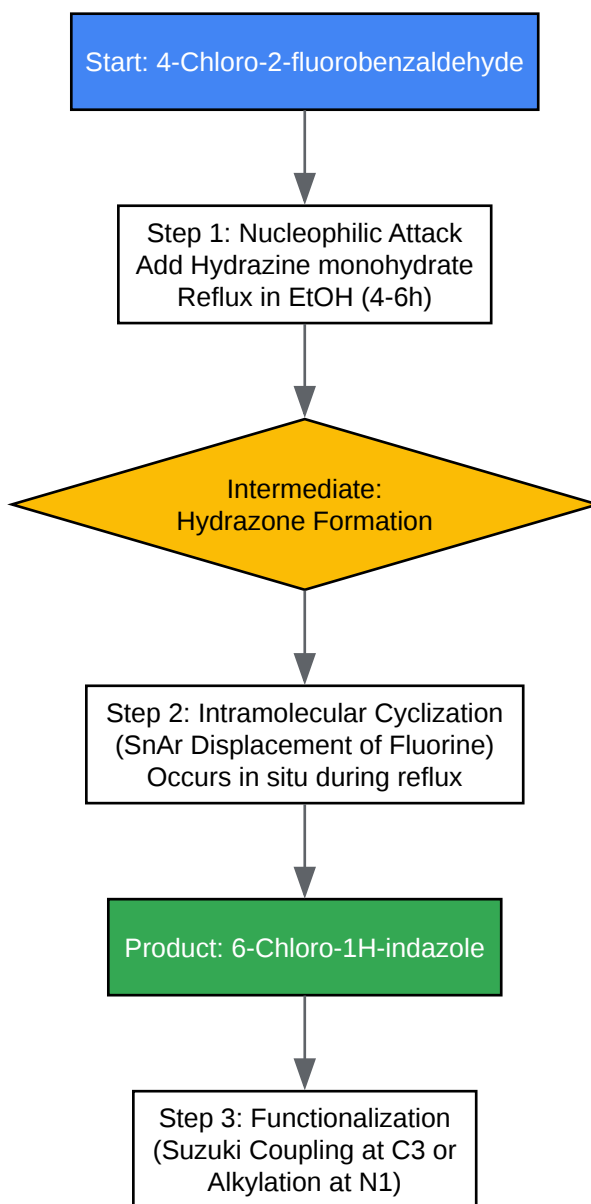 Start: 4-Chloro-2-fluorobenzaldehyde
Step 1: Nucleophilic Attack
Add Hydrazine monohydrate
Reflux in EtOH (4-6h)
Intermediate:
Hydrazone Formation
Step 2: Intramolecular Cyclization
(SnAr Displacement of Fluorine)
Occurs in situ during reflux
Product: 6-Chloro-1H-indazole
Step 3: Functionalization
(Suzuki Coupling at C3 or
Alkylation at N1)